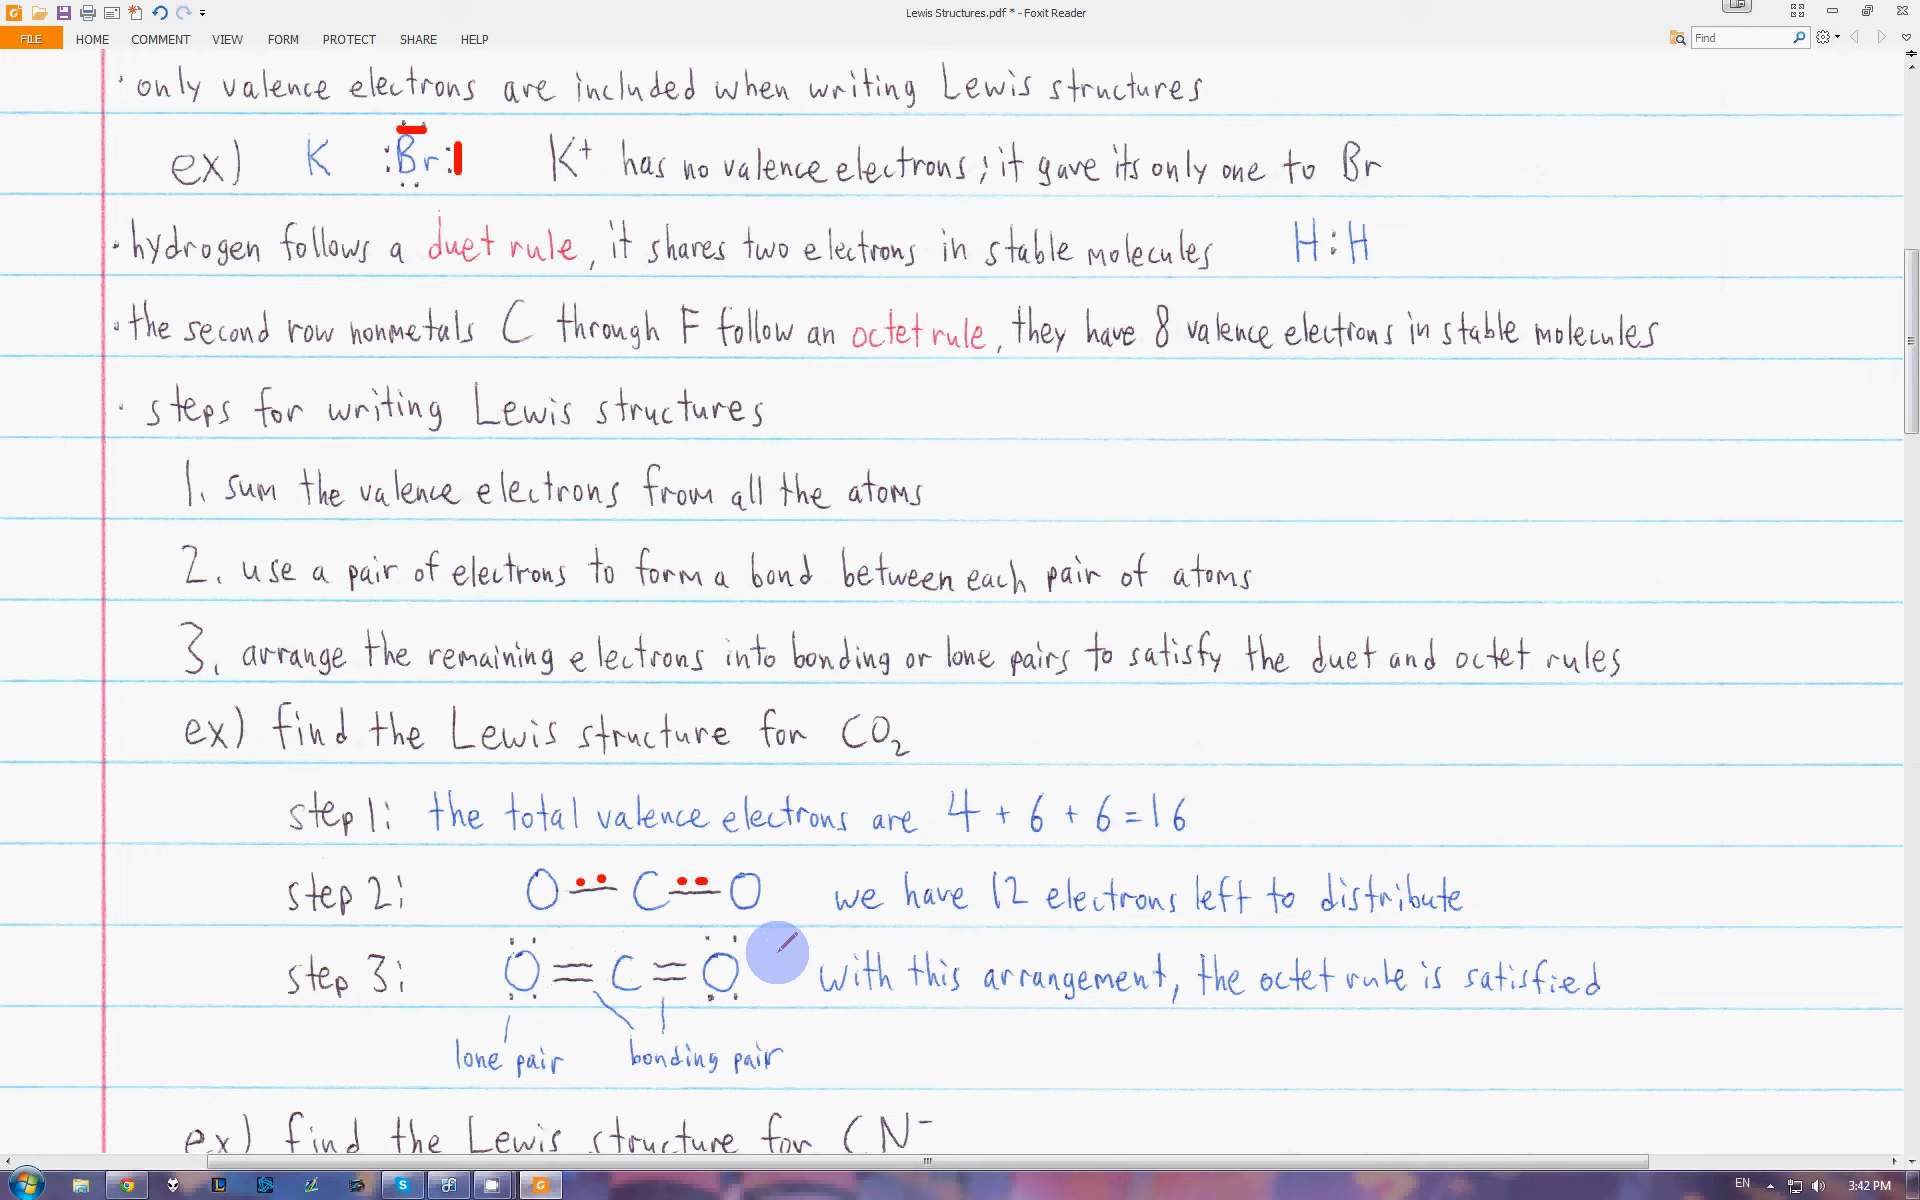 Lewis Structures.pdf * - Foxit Reader
FILE HOME COMMENT VIEW FORM PROTECT SHARE HELP
Find
· only valence electrons are included when writing Lewis structures
ex) K :Br: K⁺ has no valence electrons; it gave its only one to Br
· hydrogen follows a duet rule, it shares two electrons in stable molecules H:H
· the second row nonmetals C through F follow an octet rule, they have 8 valence electrons in stable molecules
· steps for writing Lewis structures
1. sum the valence electrons from all the atoms
2. use a pair of electrons to form a bond between each pair of atoms
3. arrange the remaining electrons into bonding or lone pairs to satisfy the duet and octet rules
ex) find the Lewis structure for CO₂
step 1: the total valence electrons are 4 + 6 + 6 = 16
step 2: O — C — O we have 12 electrons left to distribute
step 3: O = C = O with this arrangement, the octet rule is satisfied
lone pair bonding pair
ex) find the Lewis structure for CN⁻
EN 3:42 PM